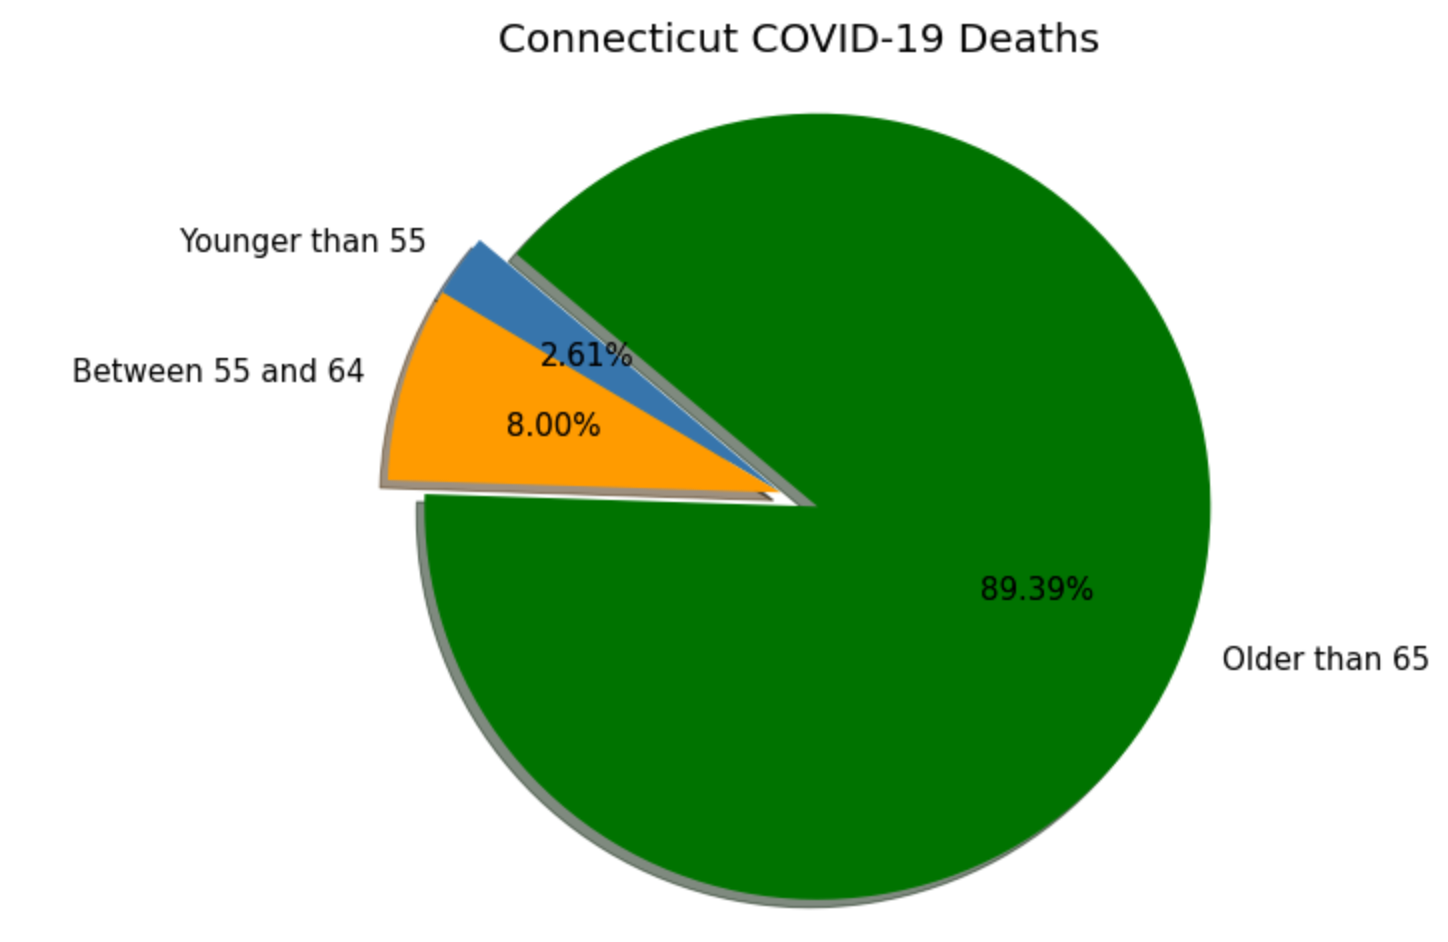 Connecticut COVID-19 Deaths
Younger than 55
2.61%
Between 55 and 64
8.00%
89.39%
Older than 65